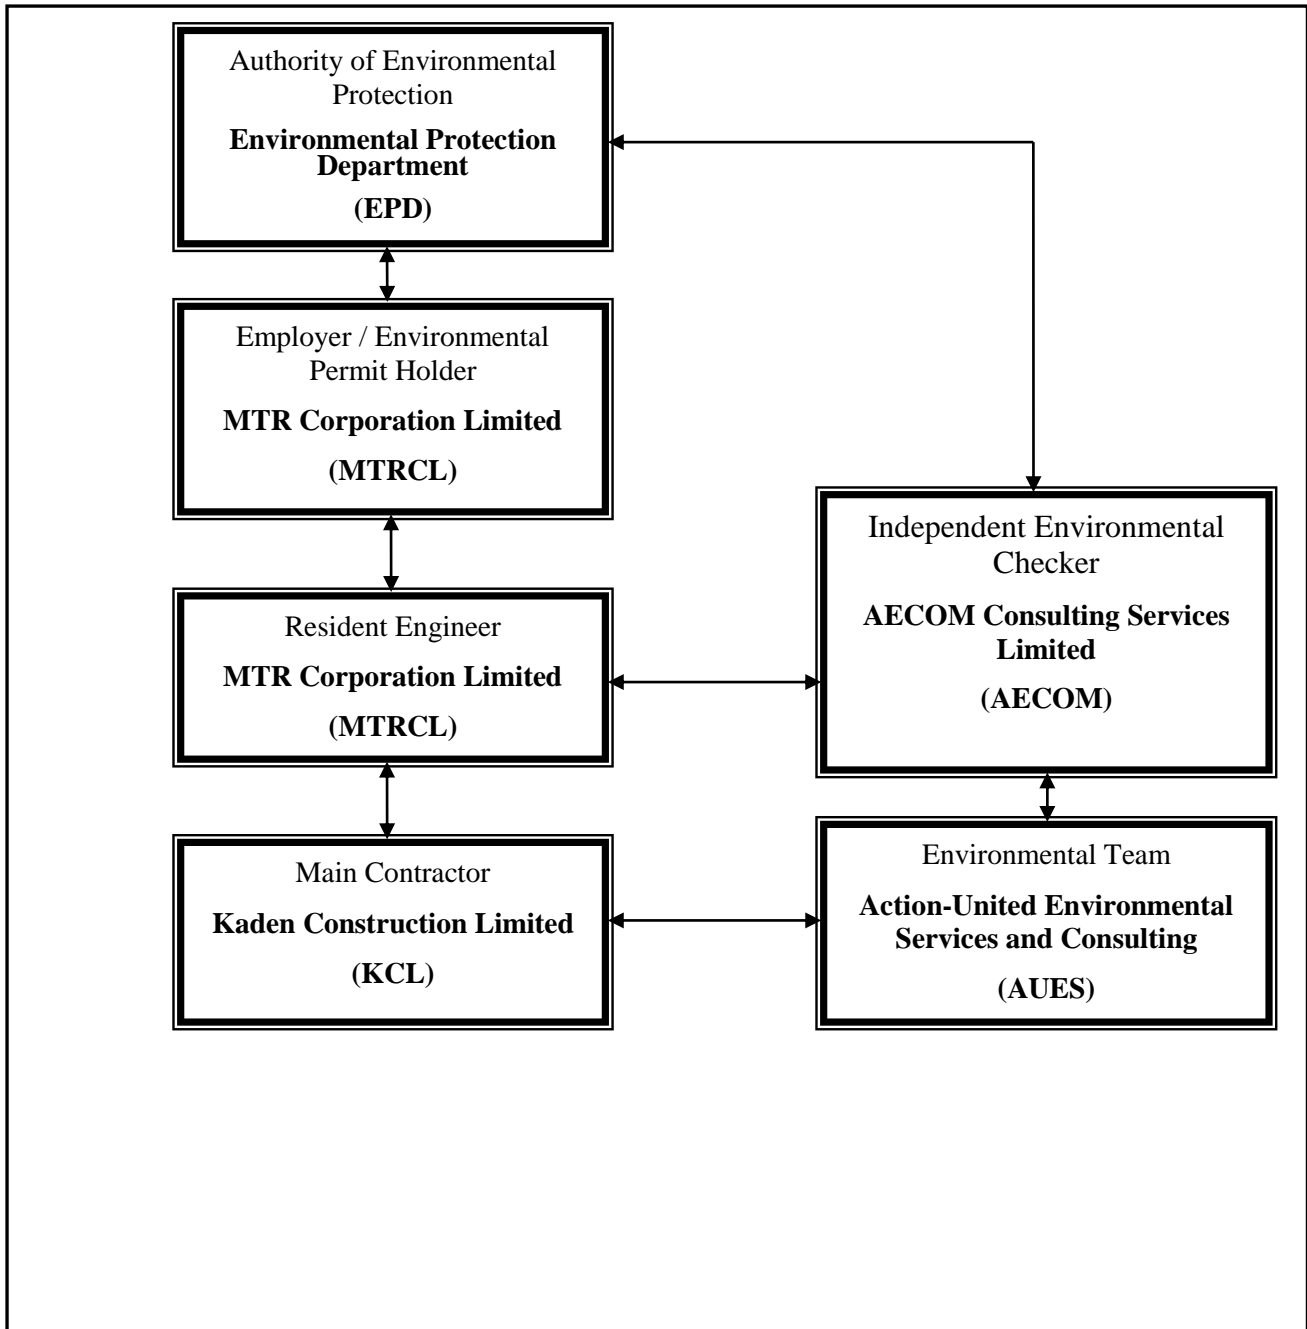 Authority of Environmental
Protection
Environmental Protection
Department
(EPD)
Employer / Environmental
Permit Holder
MTR Corporation Limited
(MTRCL)
Resident Engineer
MTR Corporation Limited
(MTRCL)
Main Contractor
Kaden Construction Limited
(KCL)
Independent Environmental
Checker
AECOM Consulting Services
Limited
(AECOM)
Environmental Team
Action-United Environmental
Services and Consulting
(AUES)